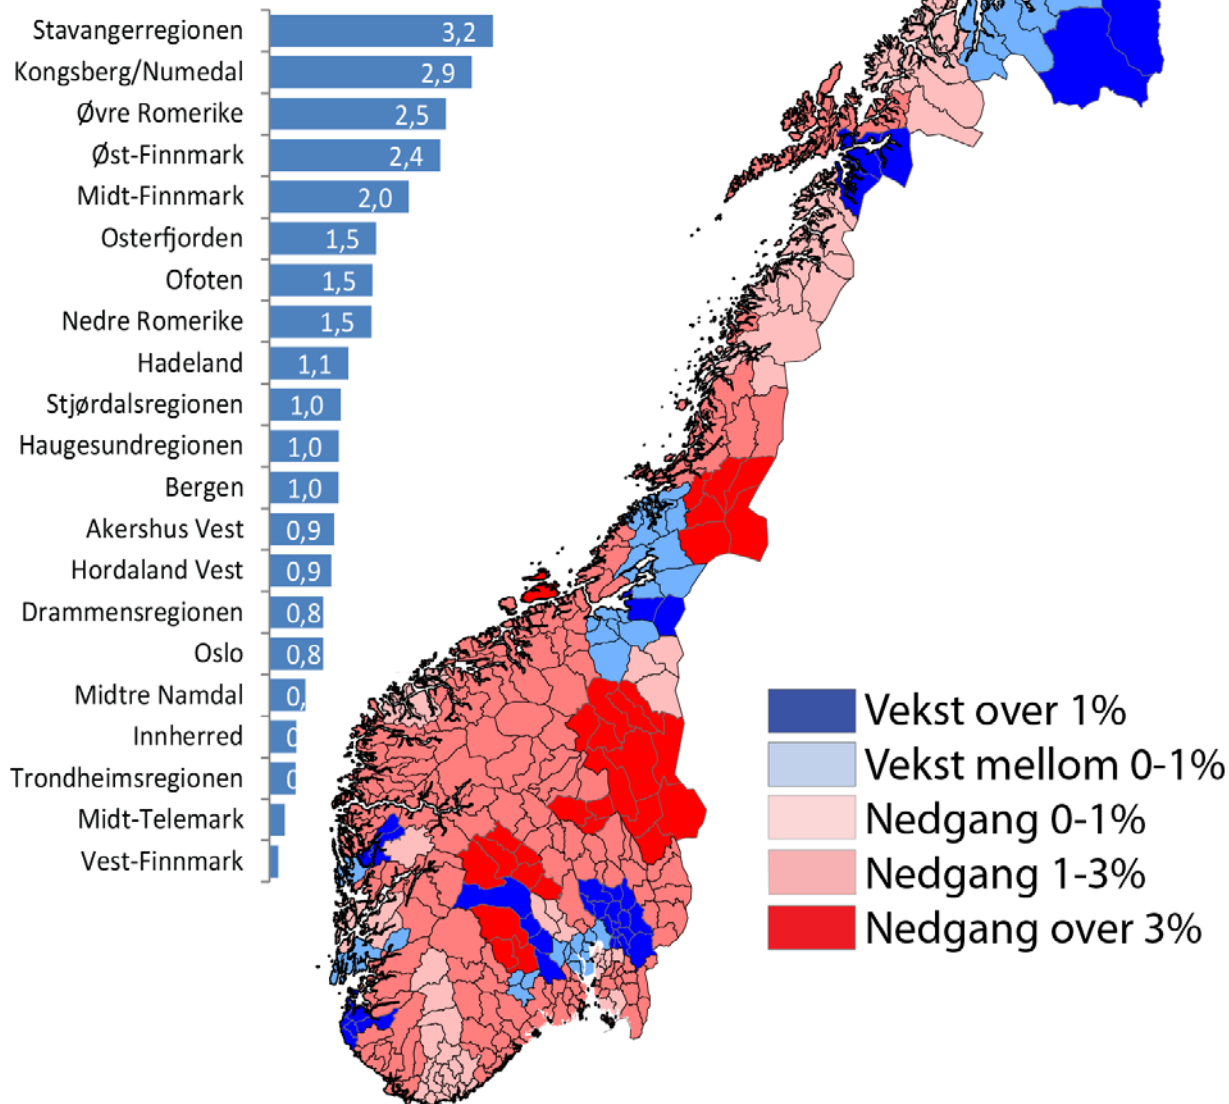 Stavangerregionen 3,2
Kongsberg/Numedal 2,9
Øvre Romerike 2,5
Øst-Finnmark 2,4
Midt-Finnmark 2,0
Osterfjorden 1,5
Ofoten 1,5
Nedre Romerike 1,5
Hadeland 1,1
Stjørdalsregionen 1,0
Haugesundregionen 1,0
Bergen 1,0
Akershus Vest 0,9
Hordaland Vest 0,9
Drammensregionen 0,8
Oslo 0,8
Midtre Namdal 0,
Innherred
Trondheimsregionen
Midt-Telemark
Vest-Finnmark
Vekst over 1%
Vekst mellom 0-1%
Nedgang 0-1%
Nedgang 1-3%
Nedgang over 3%